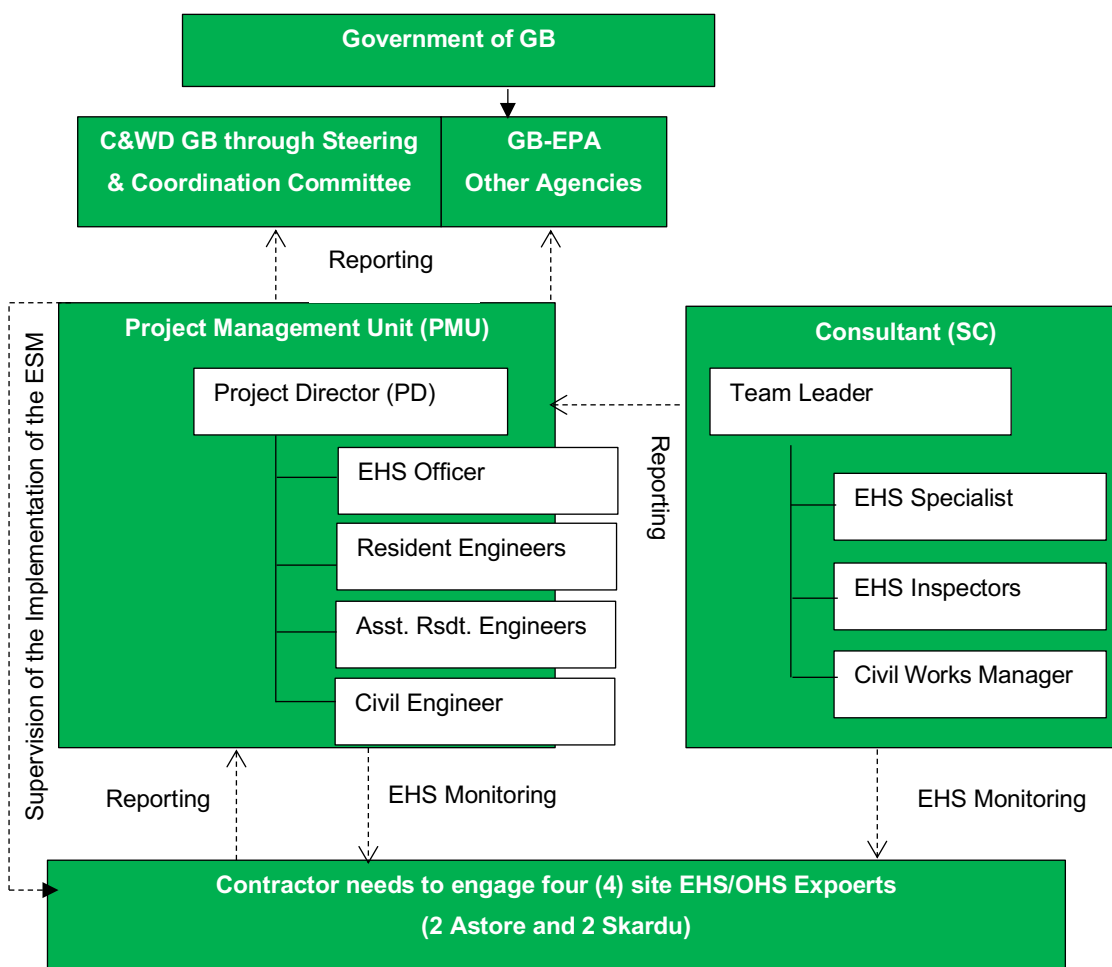 Government of GB
C&WD GB through Steering
& Coordination Committee
GB-EPA
Other Agencies
Reporting
Supervision of the Implementation of the ESM
Project Management Unit (PMU)
Project Director (PD)
EHS Officer
Resident Engineers
Asst. Rsdt. Engineers
Civil Engineer
Reporting
Consultant (SC)
Team Leader
EHS Specialist
EHS Inspectors
Civil Works Manager
Reporting
EHS Monitoring
EHS Monitoring
Contractor needs to engage four (4) site EHS/OHS Expoerts
(2 Astore and 2 Skardu)